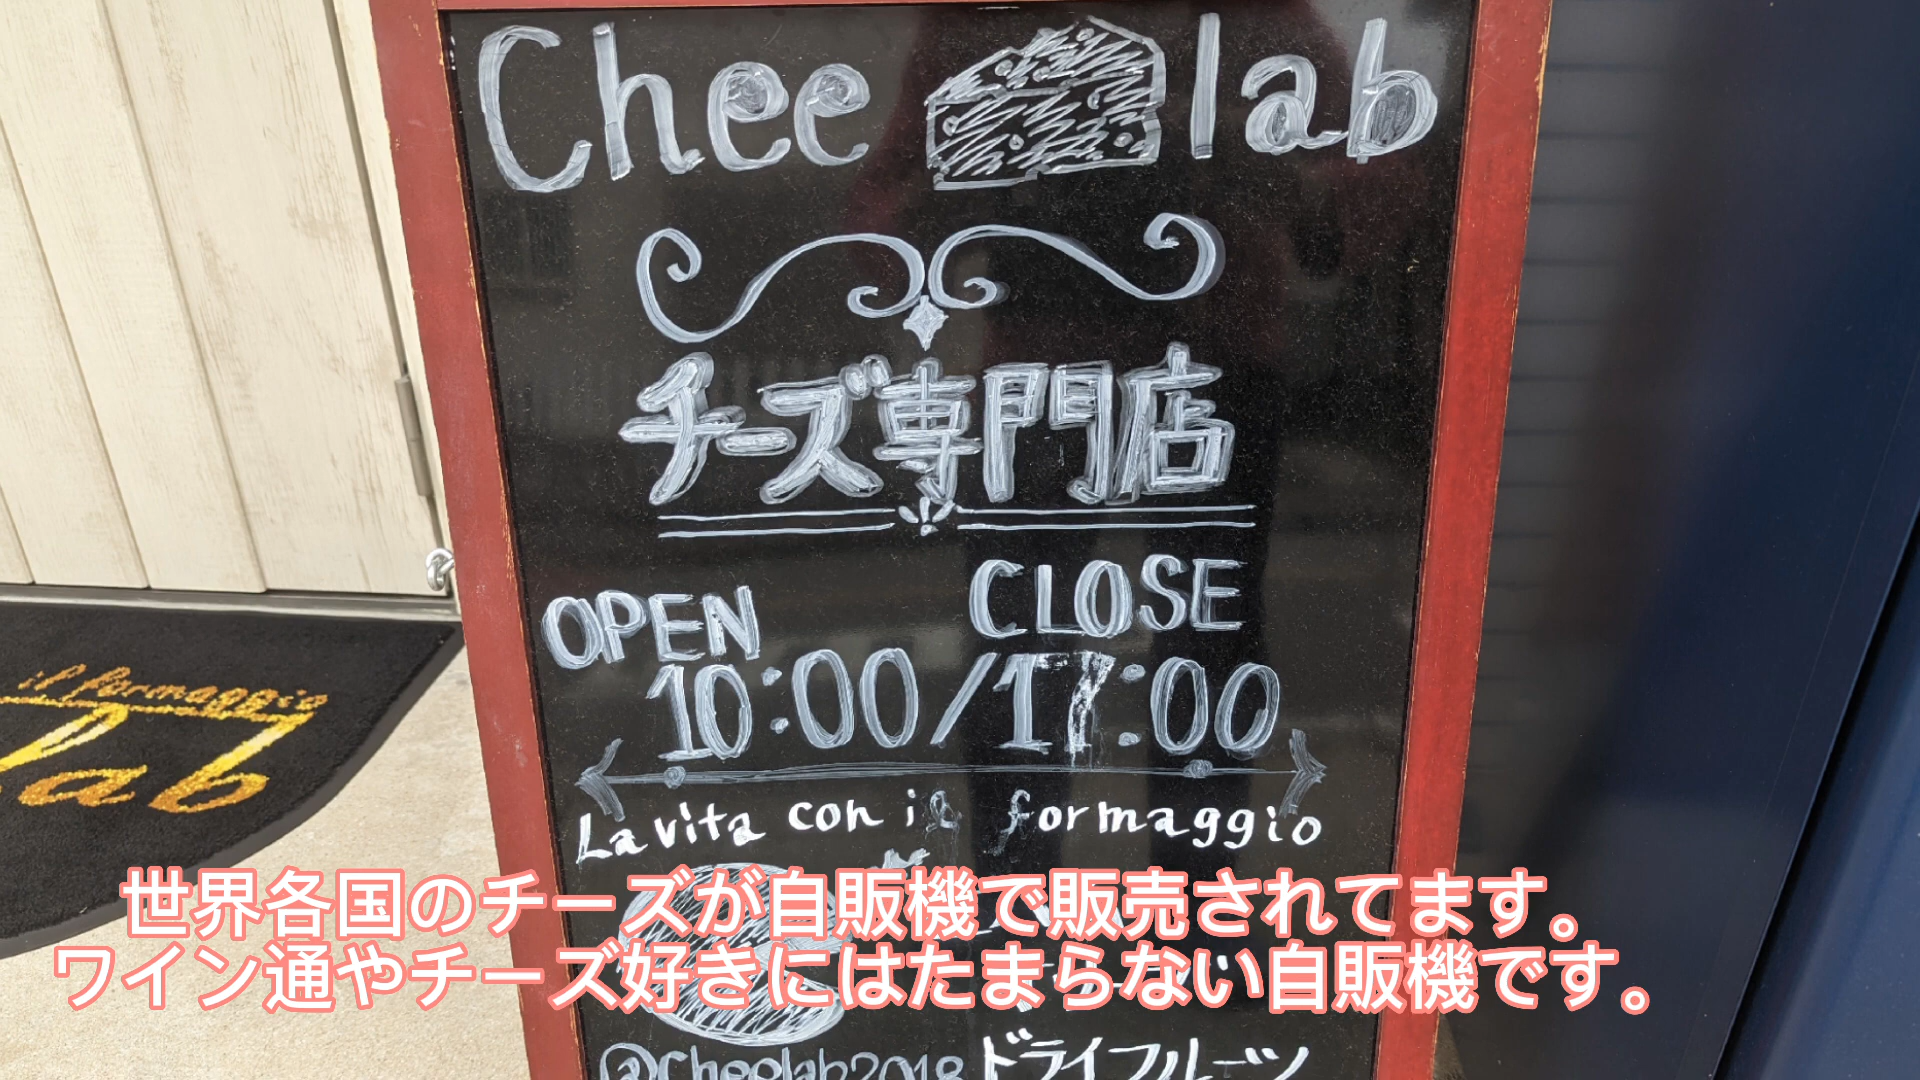 Chee lab
チーズ専門店
OPEN CLOSE
10:00/17:00
La vita con il formaggio
il formaggio
lab
世界各国のチーズが自販機で販売されてます。
ワイン通やチーズ好きにはたまらない自販機です。
@Cheelab2018 ドライフルーツ